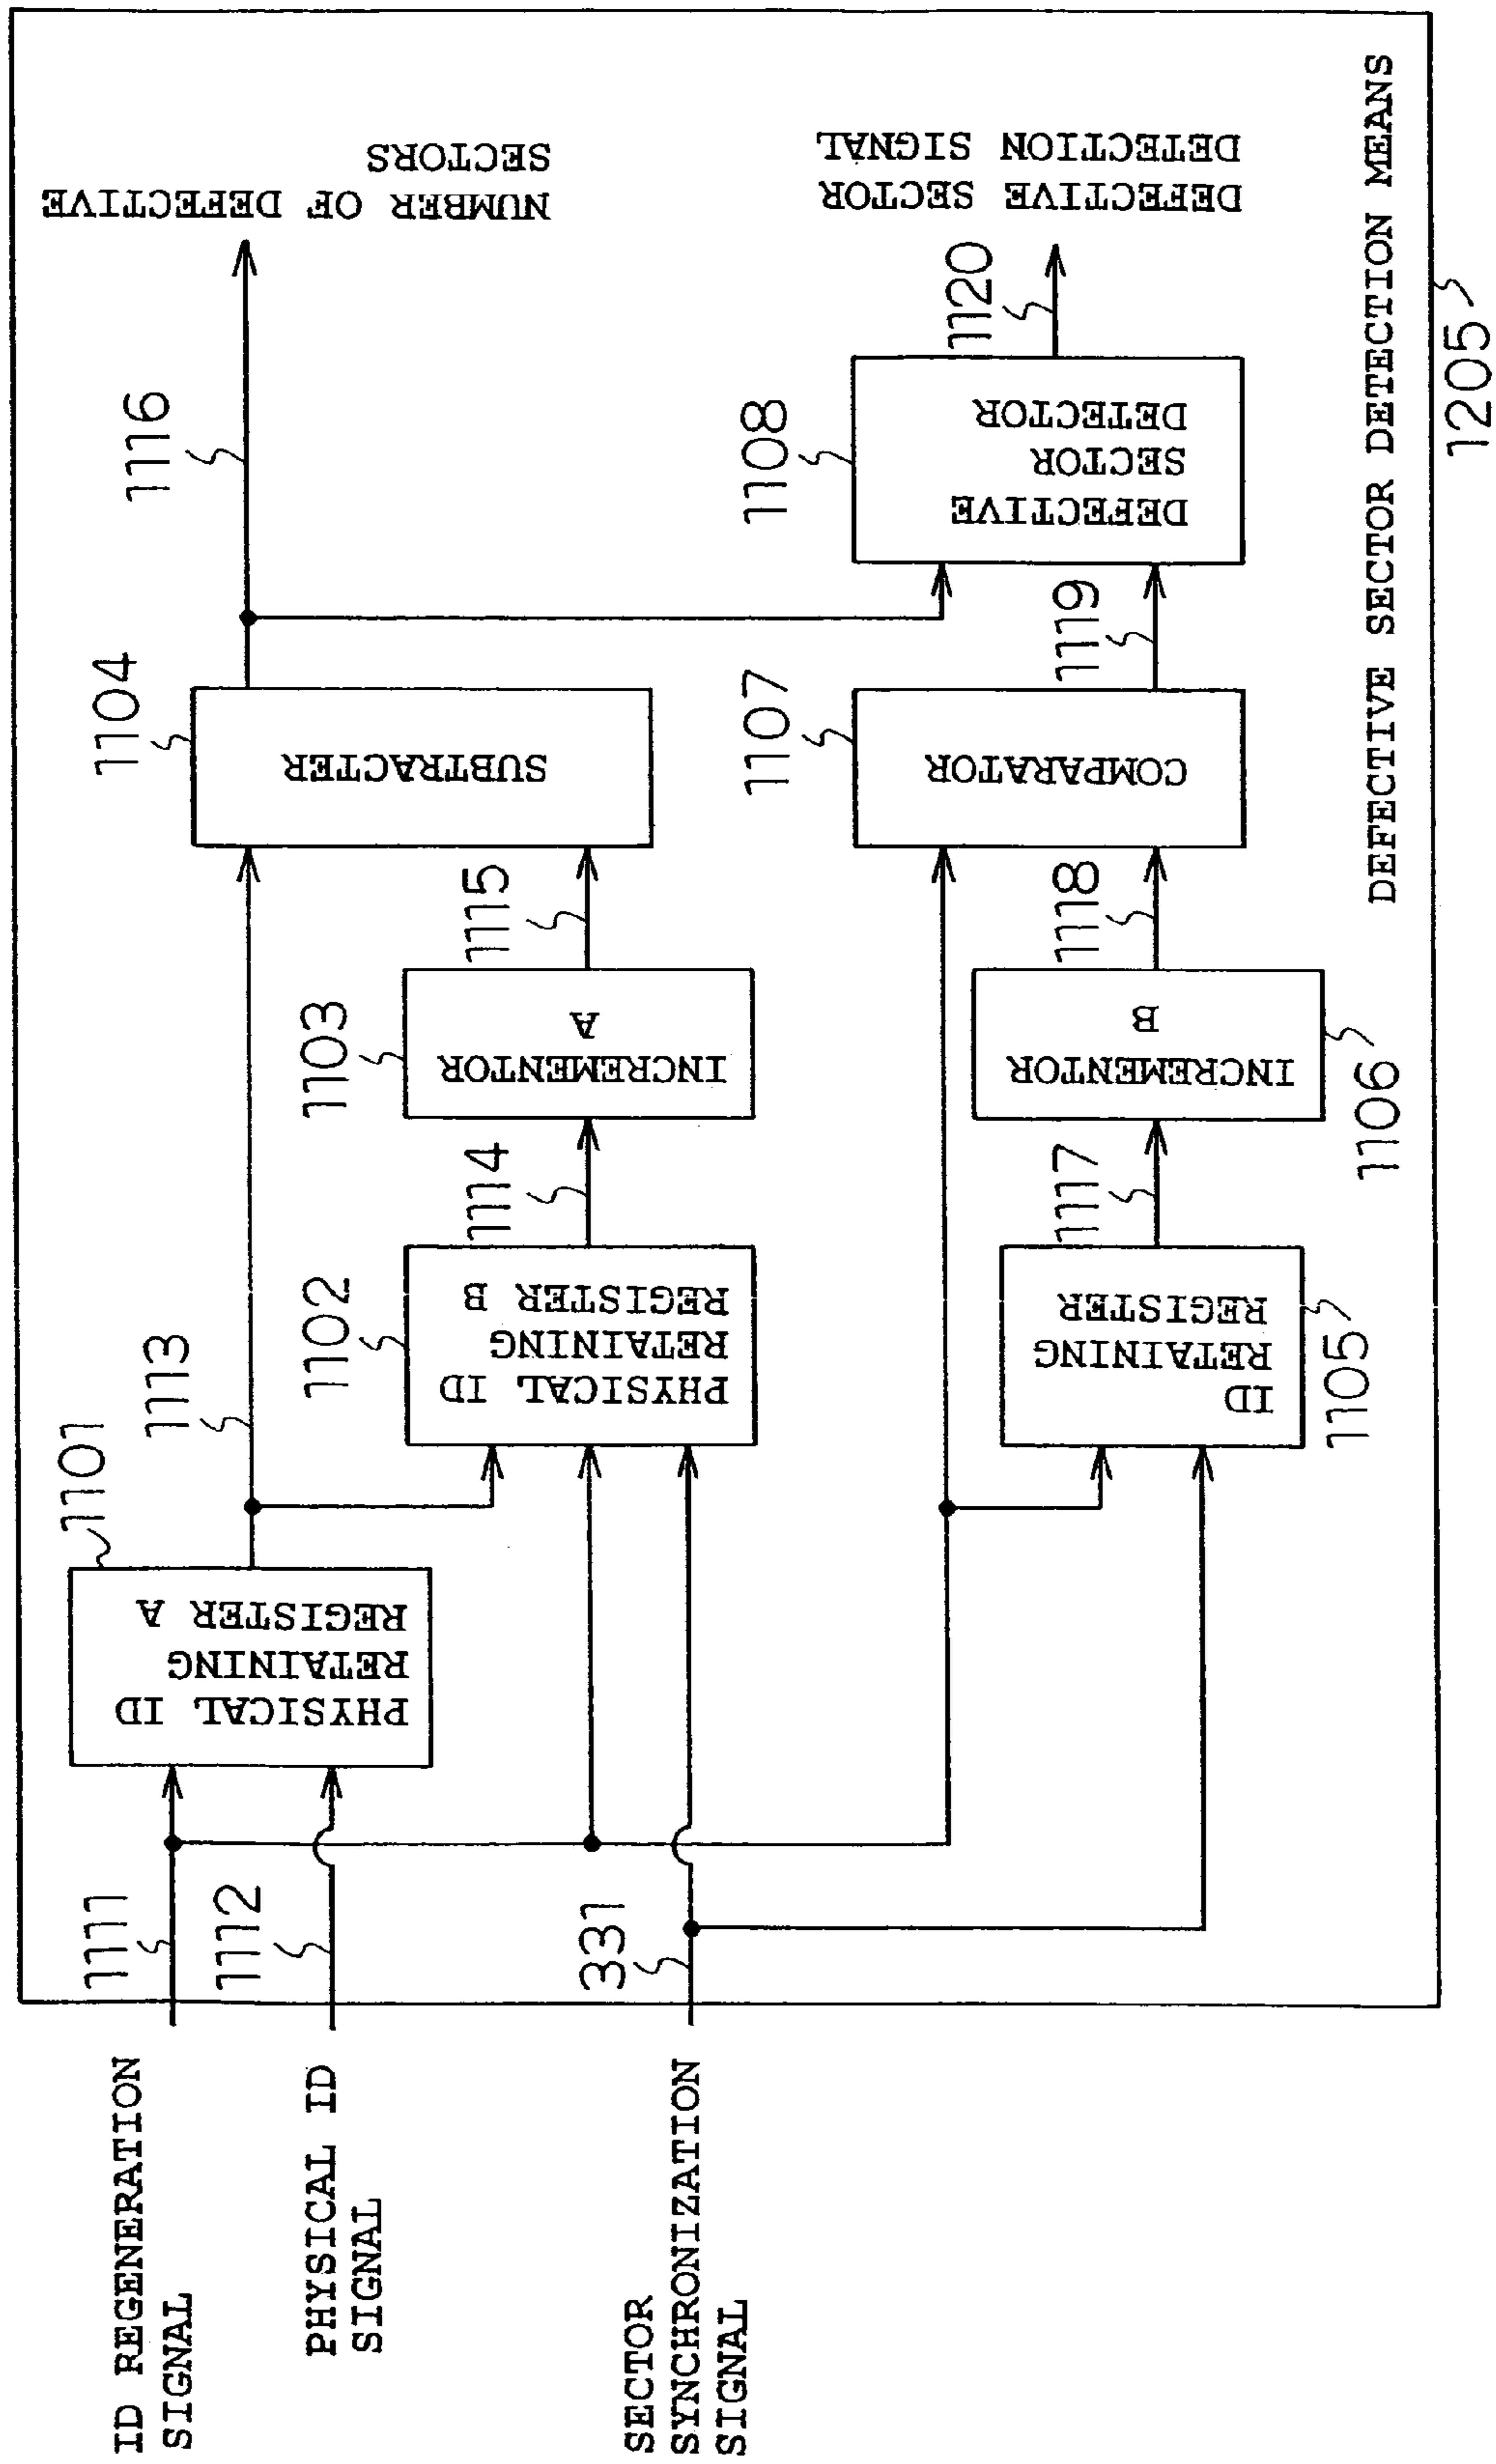 ID REGENERATION
SIGNAL
1111
PHYSICAL ID
SIGNAL
1112
SECTOR
SYNCHRONIZATION
SIGNAL
331
1101
PHYSICAL ID
RETAINING
REGISTER A
1113
1102
PHYSICAL ID
RETAINING
REGISTER B
1114
1103
INCREMENTOR
A
1115
1104
SUBTRACTER
1116
NUMBER OF DEFECTIVE
SECTORS
ID
RETAINING
REGISTER
1105
1117
INCREMENTOR
B
1106
1118
1107
COMPARATOR
1119
1108
DEFECTIVE
SECTOR
DETECTOR
1120
DEFECTIVE SECTOR
DETECTION SIGNAL
DEFECTIVE SECTOR DETECTION MEANS
1205